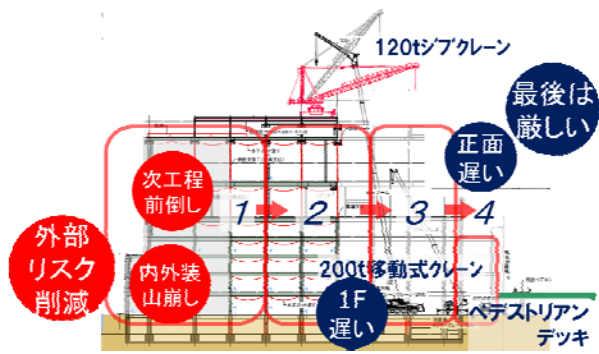 120tジブクレーン
最後は
厳しい
正面
遅い
次工程
前倒し
1
2
3
4
外部
リスク
削減
内外装
山崩し
200t移動式クレーン
1F
遅い
ペデストリアン
デッキ